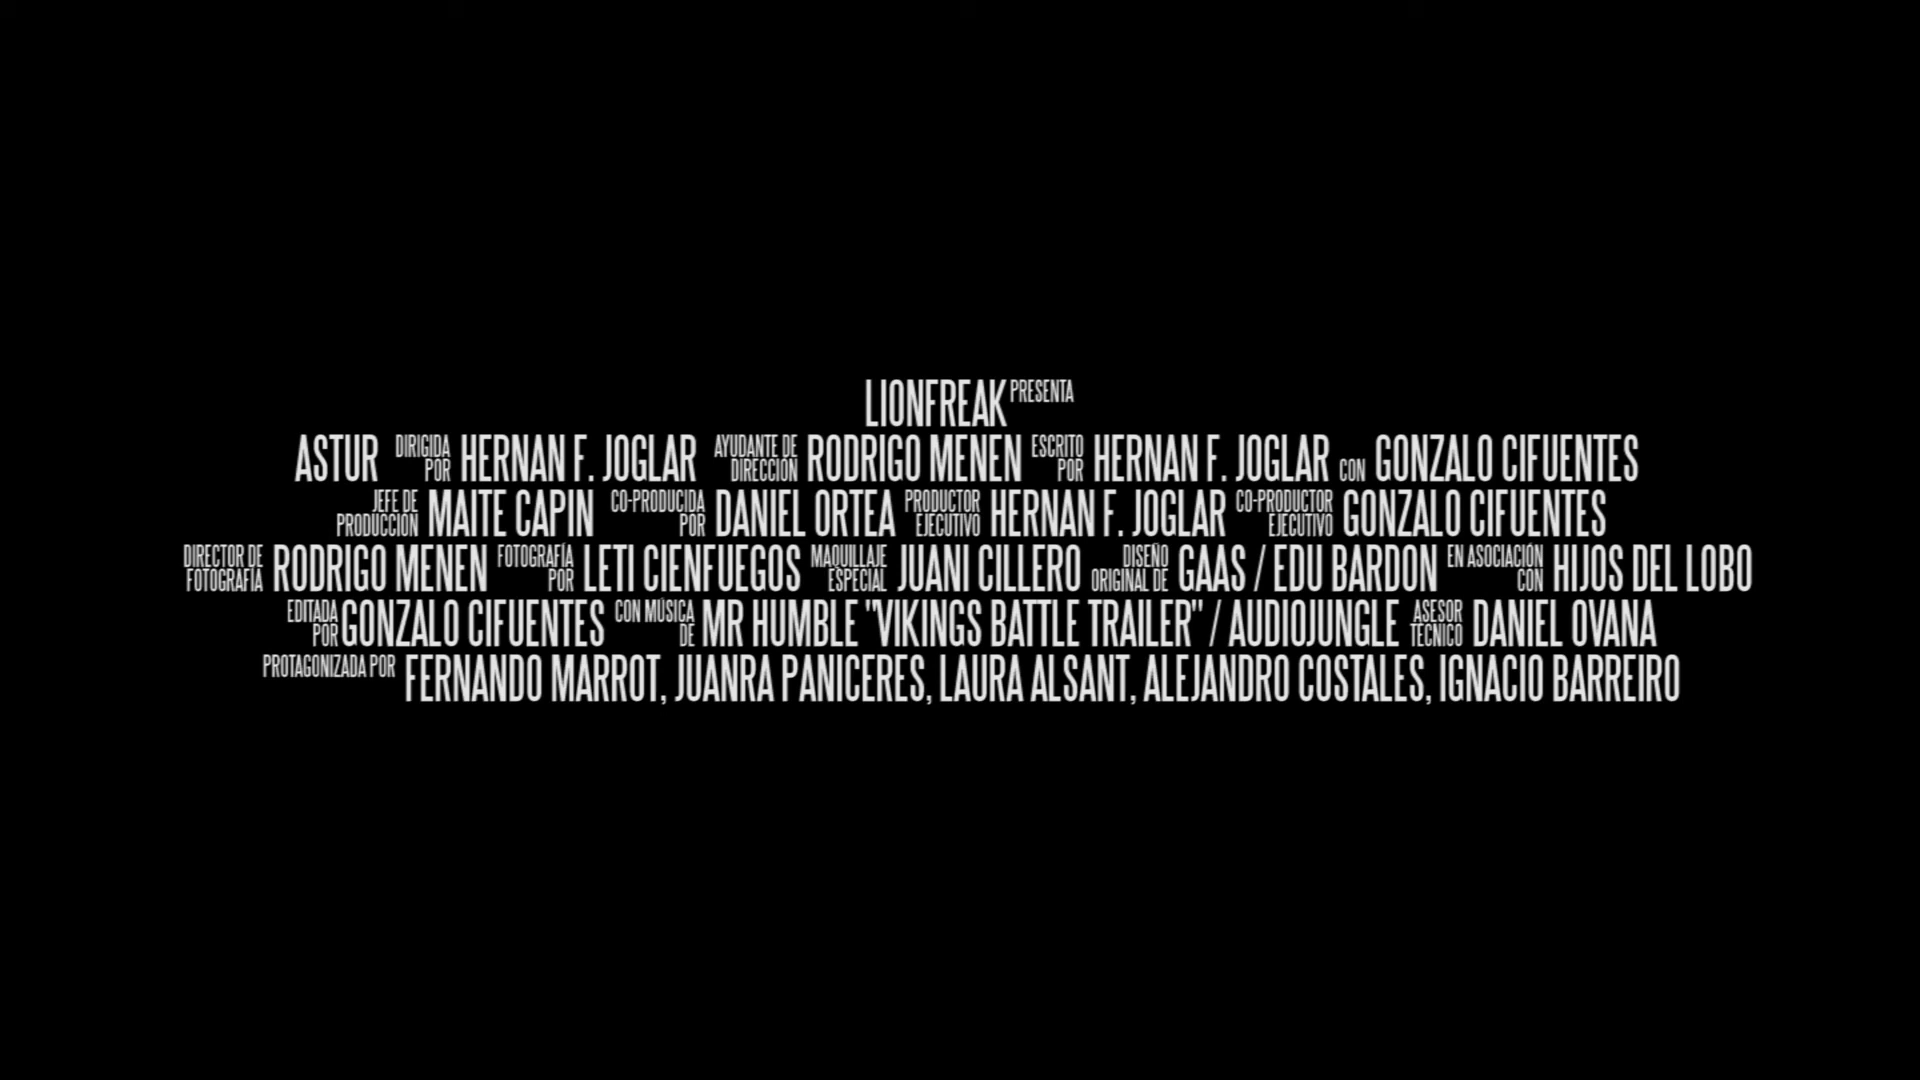 LIONFREAK PRESENTA
ASTUR DIRIGIDA POR HERNAN F. JOGLAR AYUDANTE DE DIRECCIÓN RODRIGO MENEN ESCRITO POR HERNAN F. JOGLAR CON GONZALO CIFUENTES
JEFE DE PRODUCCIÓN MAITE CAPIN CO-PRODUCIDA POR DANIEL ORTEA PRODUCTOR EJECUTIVO HERNAN F. JOGLAR CO-PRODUCTOR EJECUTIVO GONZALO CIFUENTES
DIRECTOR DE FOTOGRAFÍA RODRIGO MENEN FOTOGRAFÍA POR LETI CIENFUEGOS MAQUILLAJE ESPECIAL JUANI CILLERO DISEÑO ORIGINAL DE GAAS / EDU BARDON EN ASOCIACIÓN CON HIJOS DEL LOBO
EDITADA POR GONZALO CIFUENTES CON MÚSICA DE MR HUMBLE "VIKINGS BATTLE TRAILER" / AUDIOJUNGLE ASESOR TÉCNICO DANIEL OVANA
PROTAGONIZADA POR FERNANDO MARROT, JUANRA PANICERES, LAURA ALSANT, ALEJANDRO COSTALES, IGNACIO BARREIRO